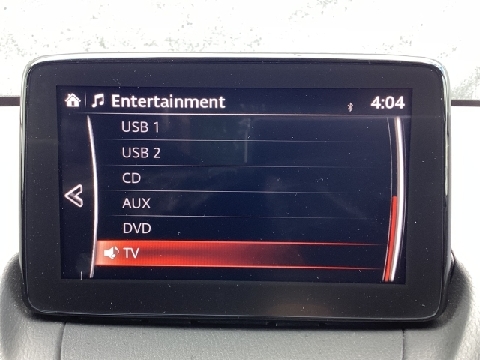 Entertainment 4:04
USB 1
USB 2
CD
AUX
DVD
TV